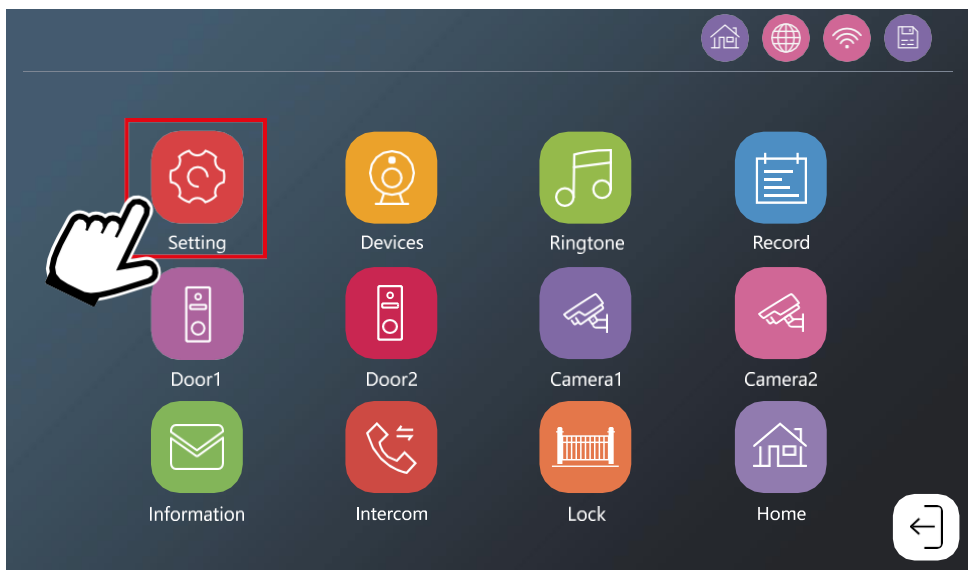 Setting
Devices
Ringtone
Record
Door1
Door2
Camera1
Camera2
Information
Intercom
Lock
Home